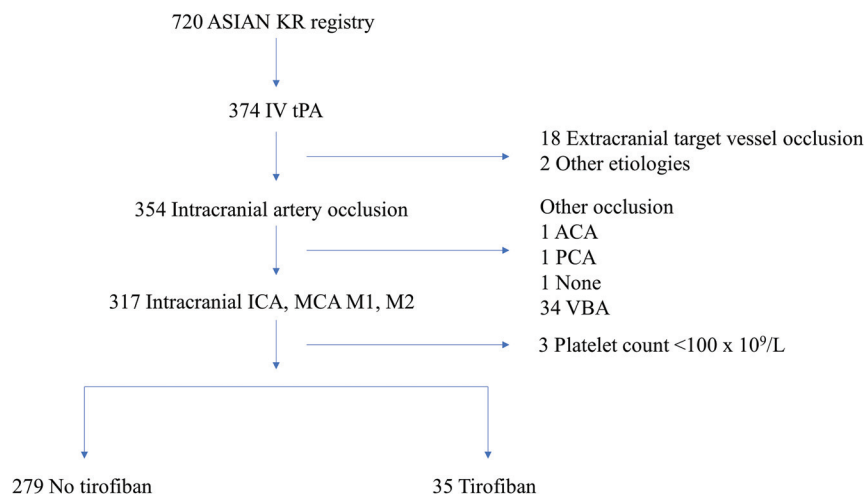 720 ASIAN KR registry
374 IV tPA
18 Extracranial target vessel occlusion
2 Other etiologies
354 Intracranial artery occlusion
Other occlusion
1 ACA
1 PCA
1 None
34 VBA
317 Intracranial ICA, MCA M1, M2
3 Platelet count <100 x 10⁹/L
279 No tirofiban
35 Tirofiban